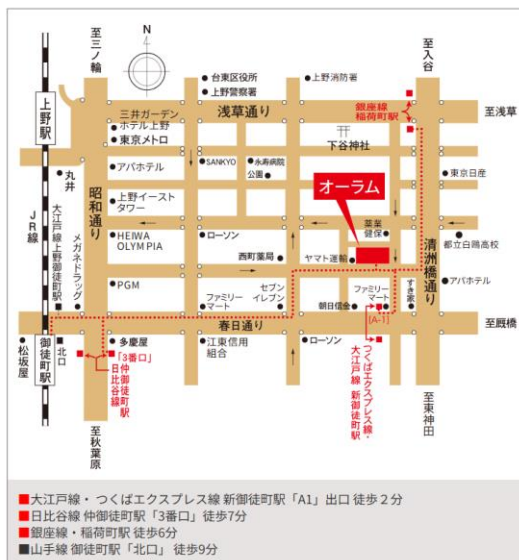 至三ノ輪
N
台東区役所
上野警察署
上野消防署
至入谷
三井ガーデン
ホテル上野
東京メトロ
浅草通り
銀座線
稲荷町駅
至浅草
上野駅
丸井
アパホテル
SANKYO
永寿病院
公園
下谷神社
東京日産
昭和通り
上野イースト
タワー
オーラム
JR線
大江戸線上野御徒町駅
メガネドラッグ
HEIWA
OLYMPIA
ローソン
西町薬局
ヤマト運輸
薬業
健保
清洲橋通り
都立白鴎高校
アパホテル
PGM
ファミリー
マート
セブン
イレブン
朝日信金
ファミリー
マート
すき家
[A-1]
春日通り
至厩橋
御徒町駅
松坂屋
北口
多慶屋
「3番口」
仲御徒町駅
日比谷線
江東信用
組合
ローソン
つくばエクスプレス線・
大江戸線 新御徒町駅
至秋葉原
至東神田
■大江戸線・ つくばエクスプレス線 新御徒町駅「A1」出口 徒歩2分
■日比谷線 仲御徒町駅「3番口」徒歩7分
■銀座線・稲荷町駅 徒歩6分
■山手線 御徒町駅「北口」 徒歩9分